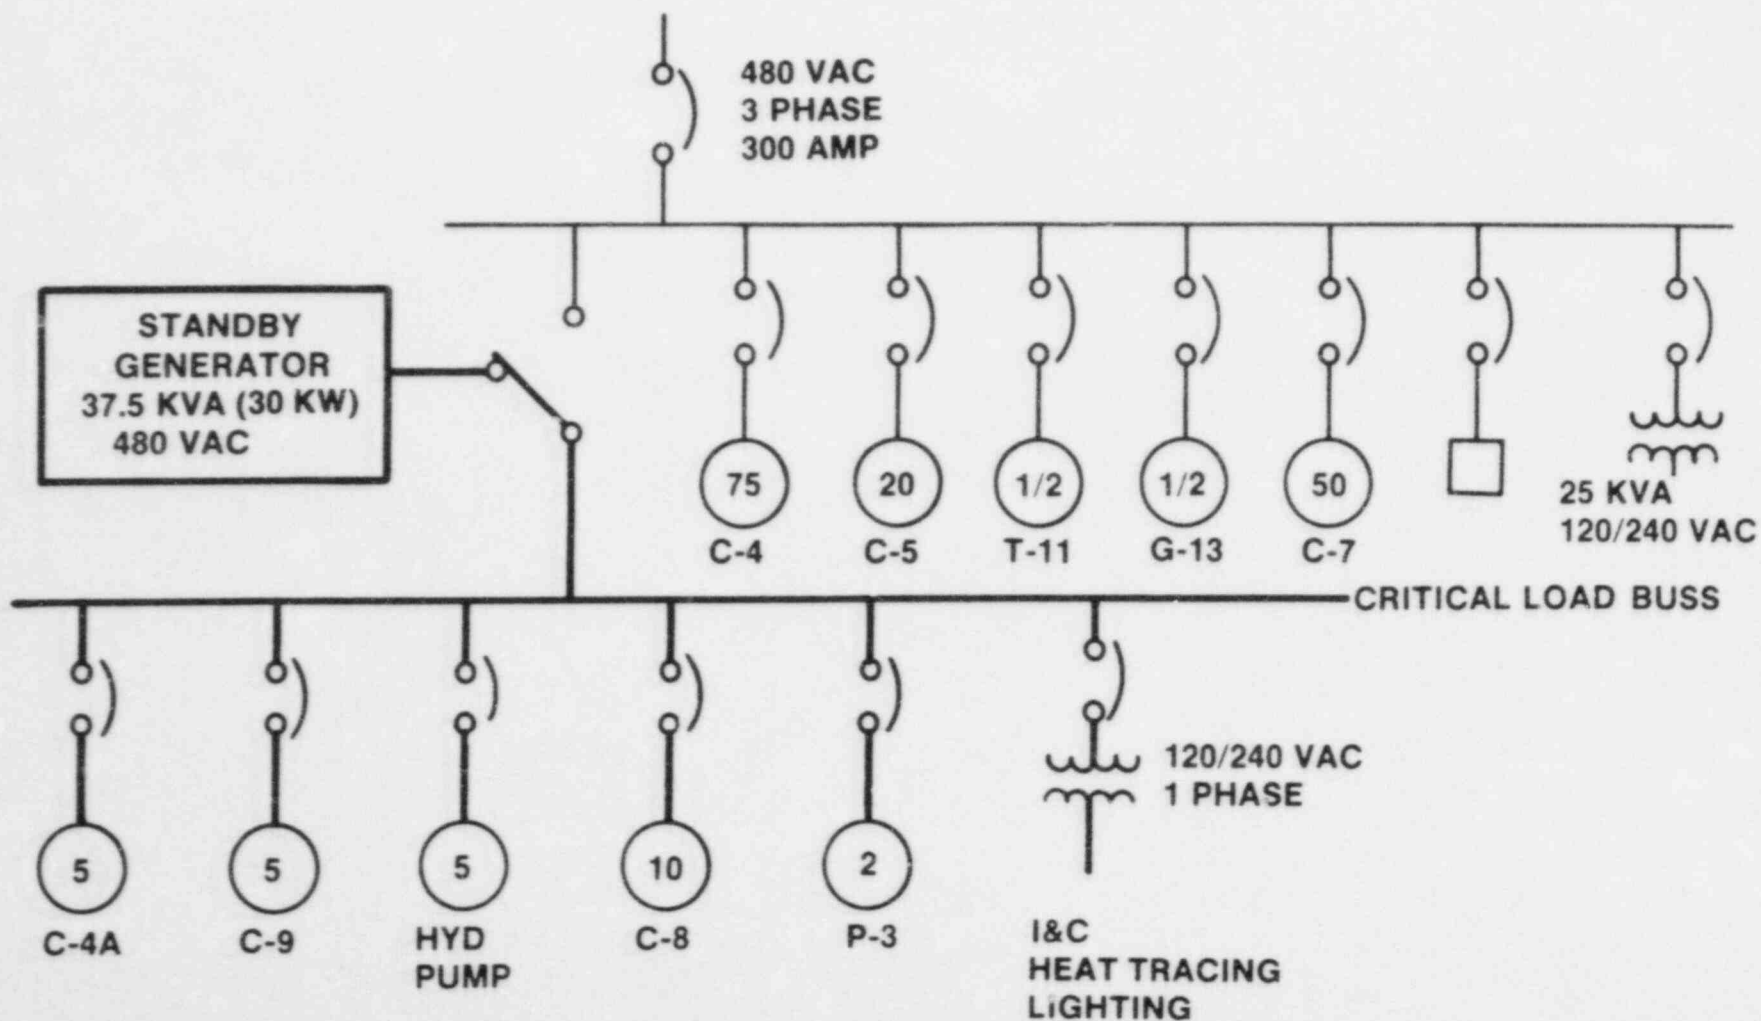 480 VAC
3 PHASE
300 AMP
STANDBY
GENERATOR
37.5 KVA (30 KW)
480 VAC
75
20
1/2
1/2
50
C-4
C-5
T-11
G-13
C-7
25 KVA
120/240 VAC
CRITICAL LOAD BUSS
120/240 VAC
1 PHASE
5
5
5
10
2
C-4A
C-9
HYD
PUMP
C-8
P-3
I&C
HEAT TRACING
LIGHTING